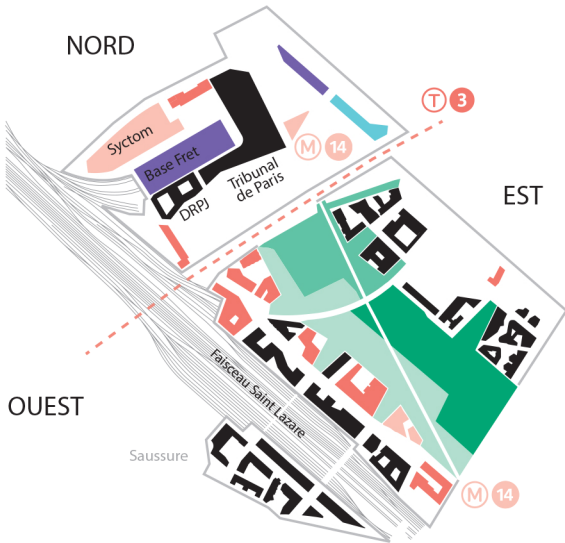 NORD
T 3
Syctom
M 14
Base Fret
Tribunal
de Paris
DRPJ
EST
Faisceau Saint Lazare
OUEST
Saussure
M 14